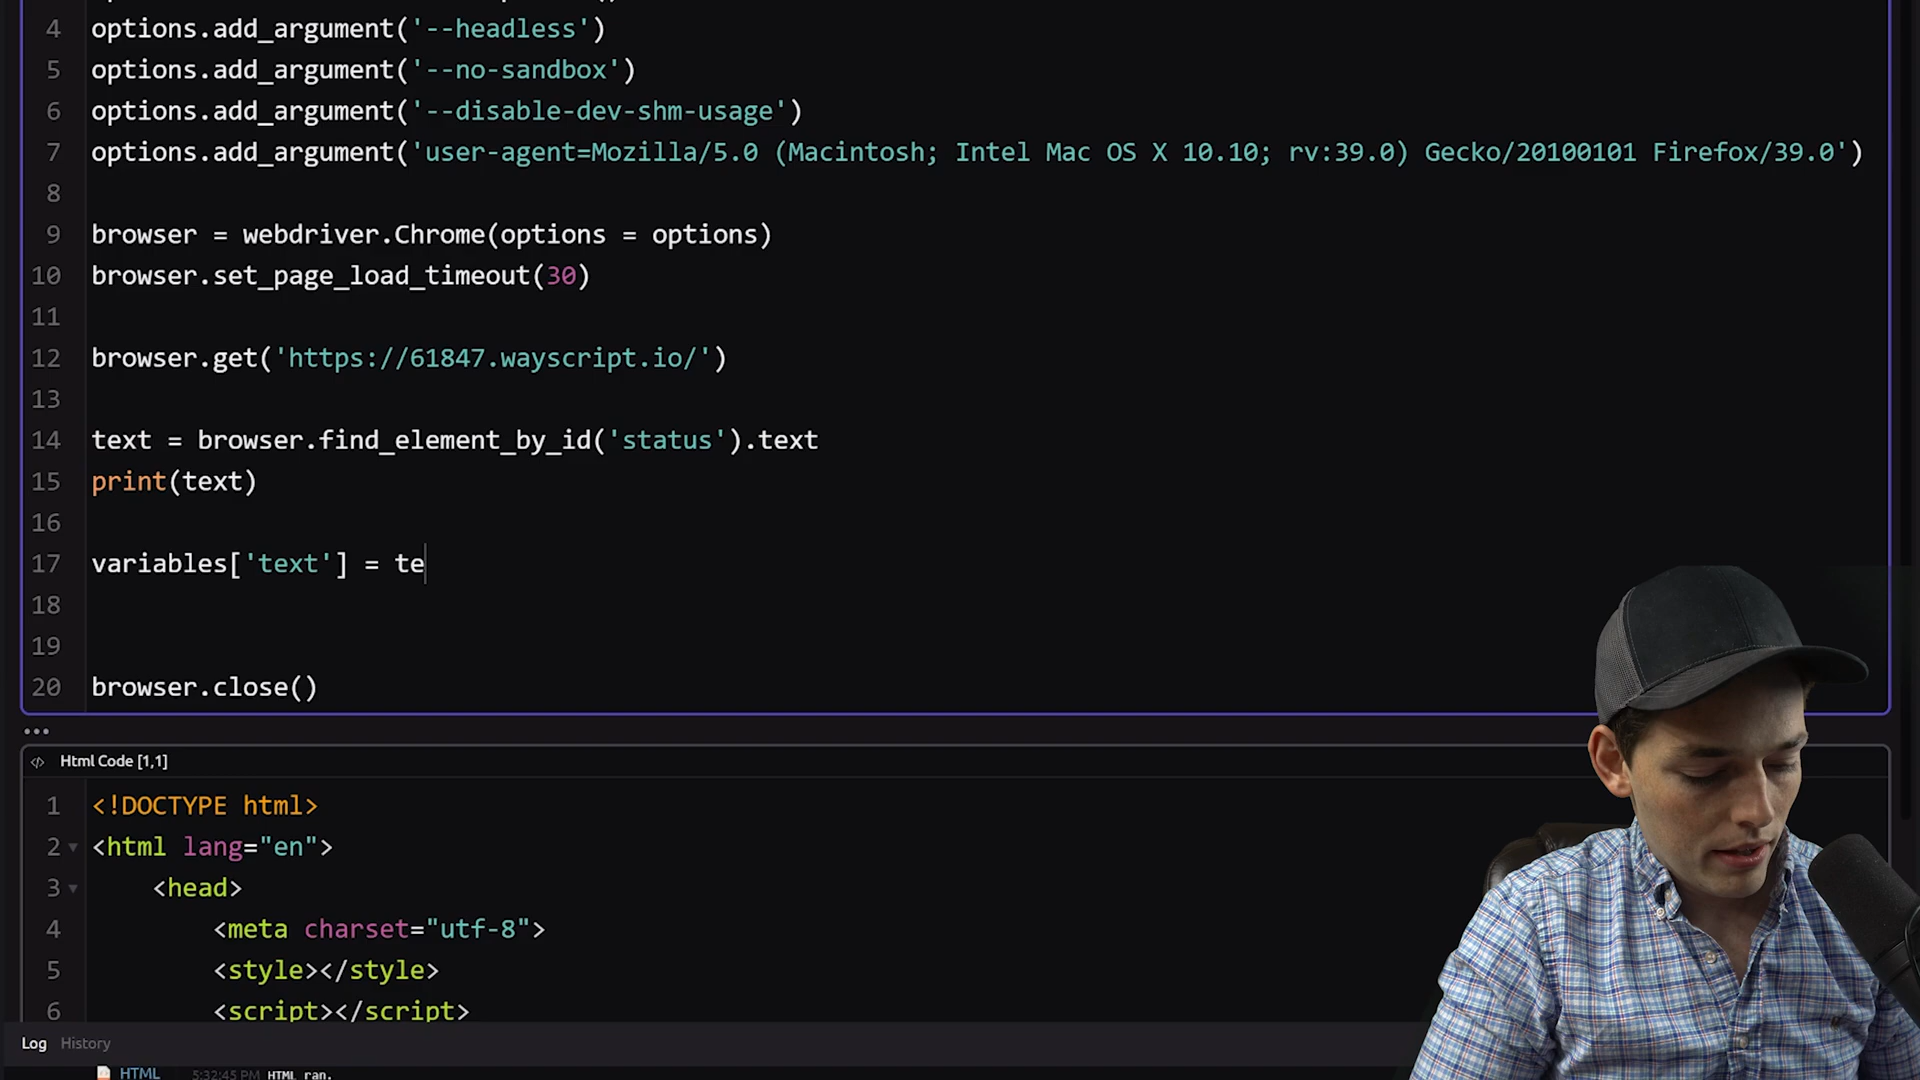 4 options.add_argument('--headless')
5 options.add_argument('--no-sandbox')
6 options.add_argument('--disable-dev-shm-usage')
7 options.add_argument('user-agent=Mozilla/5.0 (Macintosh; Intel Mac OS X 10.10; rv:39.0) Gecko/20100101 Firefox/39.0')
8
9 browser = webdriver.Chrome(options = options)
10 browser.set_page_load_timeout(30)
11
12 browser.get('https://61847.wayscript.io/')
13
14 text = browser.find_element_by_id('status').text
15 print(text)
16
17 variables['text'] = te
18
19
20 browser.close()
Html Code [1,1]
1 <!DOCTYPE html>
2 <html lang="en">
3 <head>
4 <meta charset="utf-8">
5 <style></style>
6 <script></script>
Log History
HTML 5:32:45 PM HTML ran.